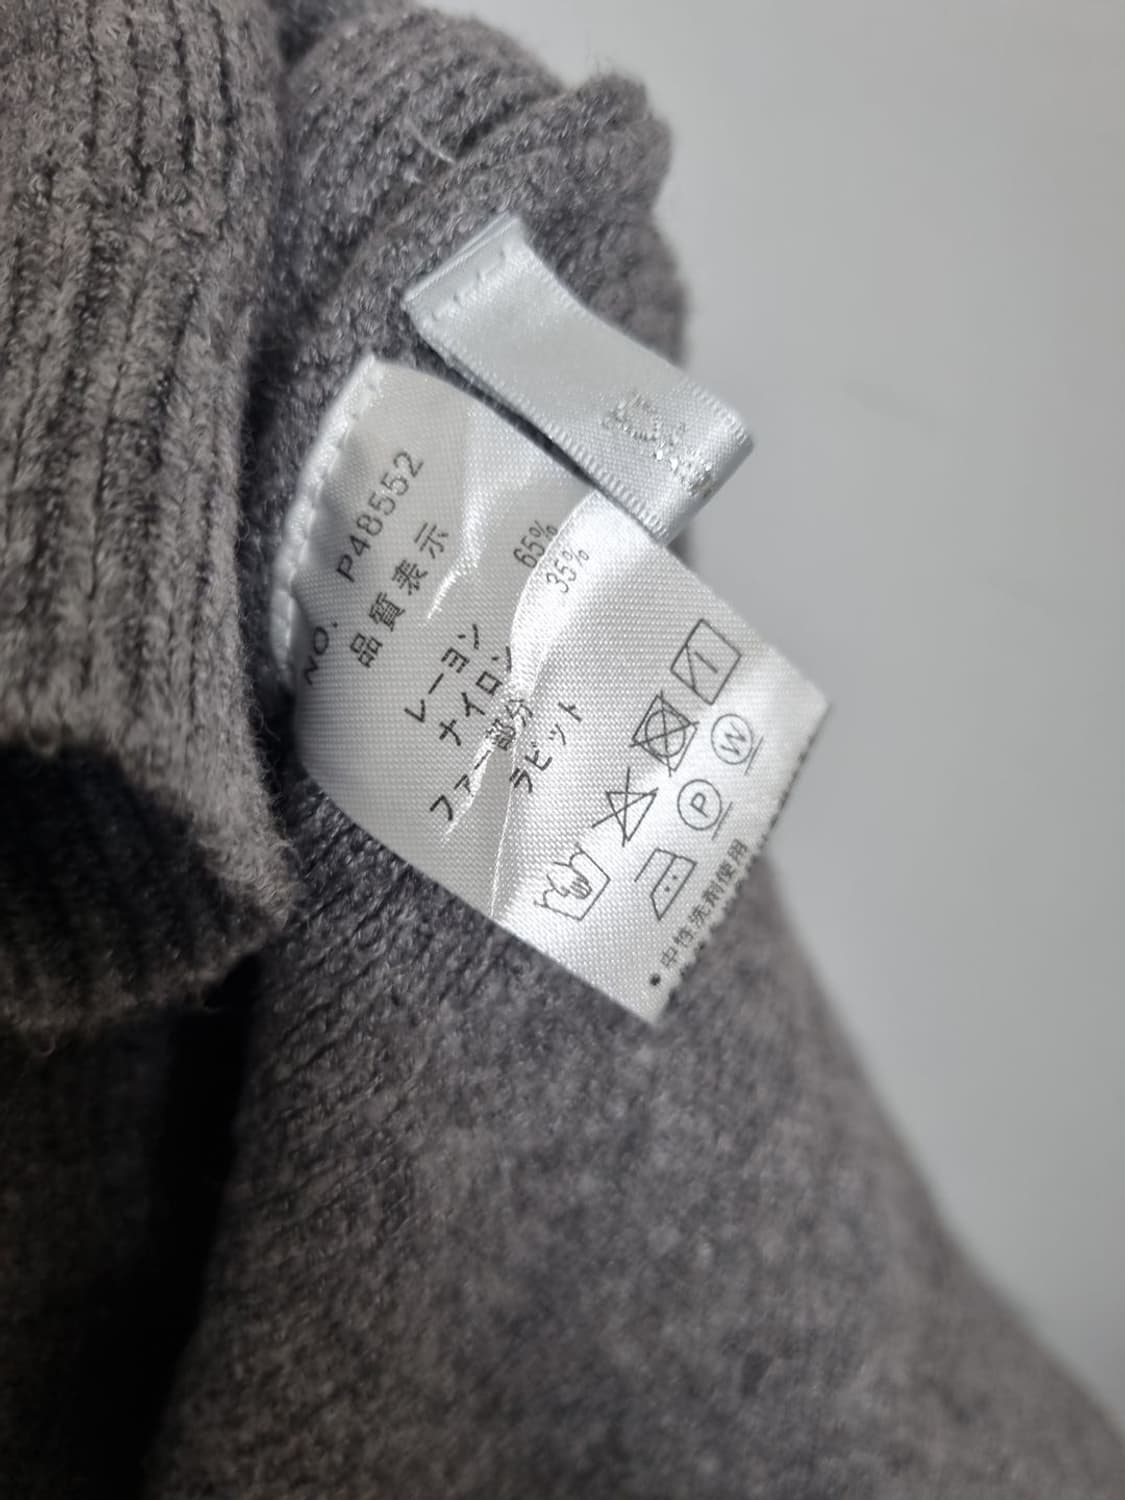 NO. P48552
品質表示
レーヨン 65%
ナイロン 35%
ファー部分
ラビット
P
W
•中性洗剤使用